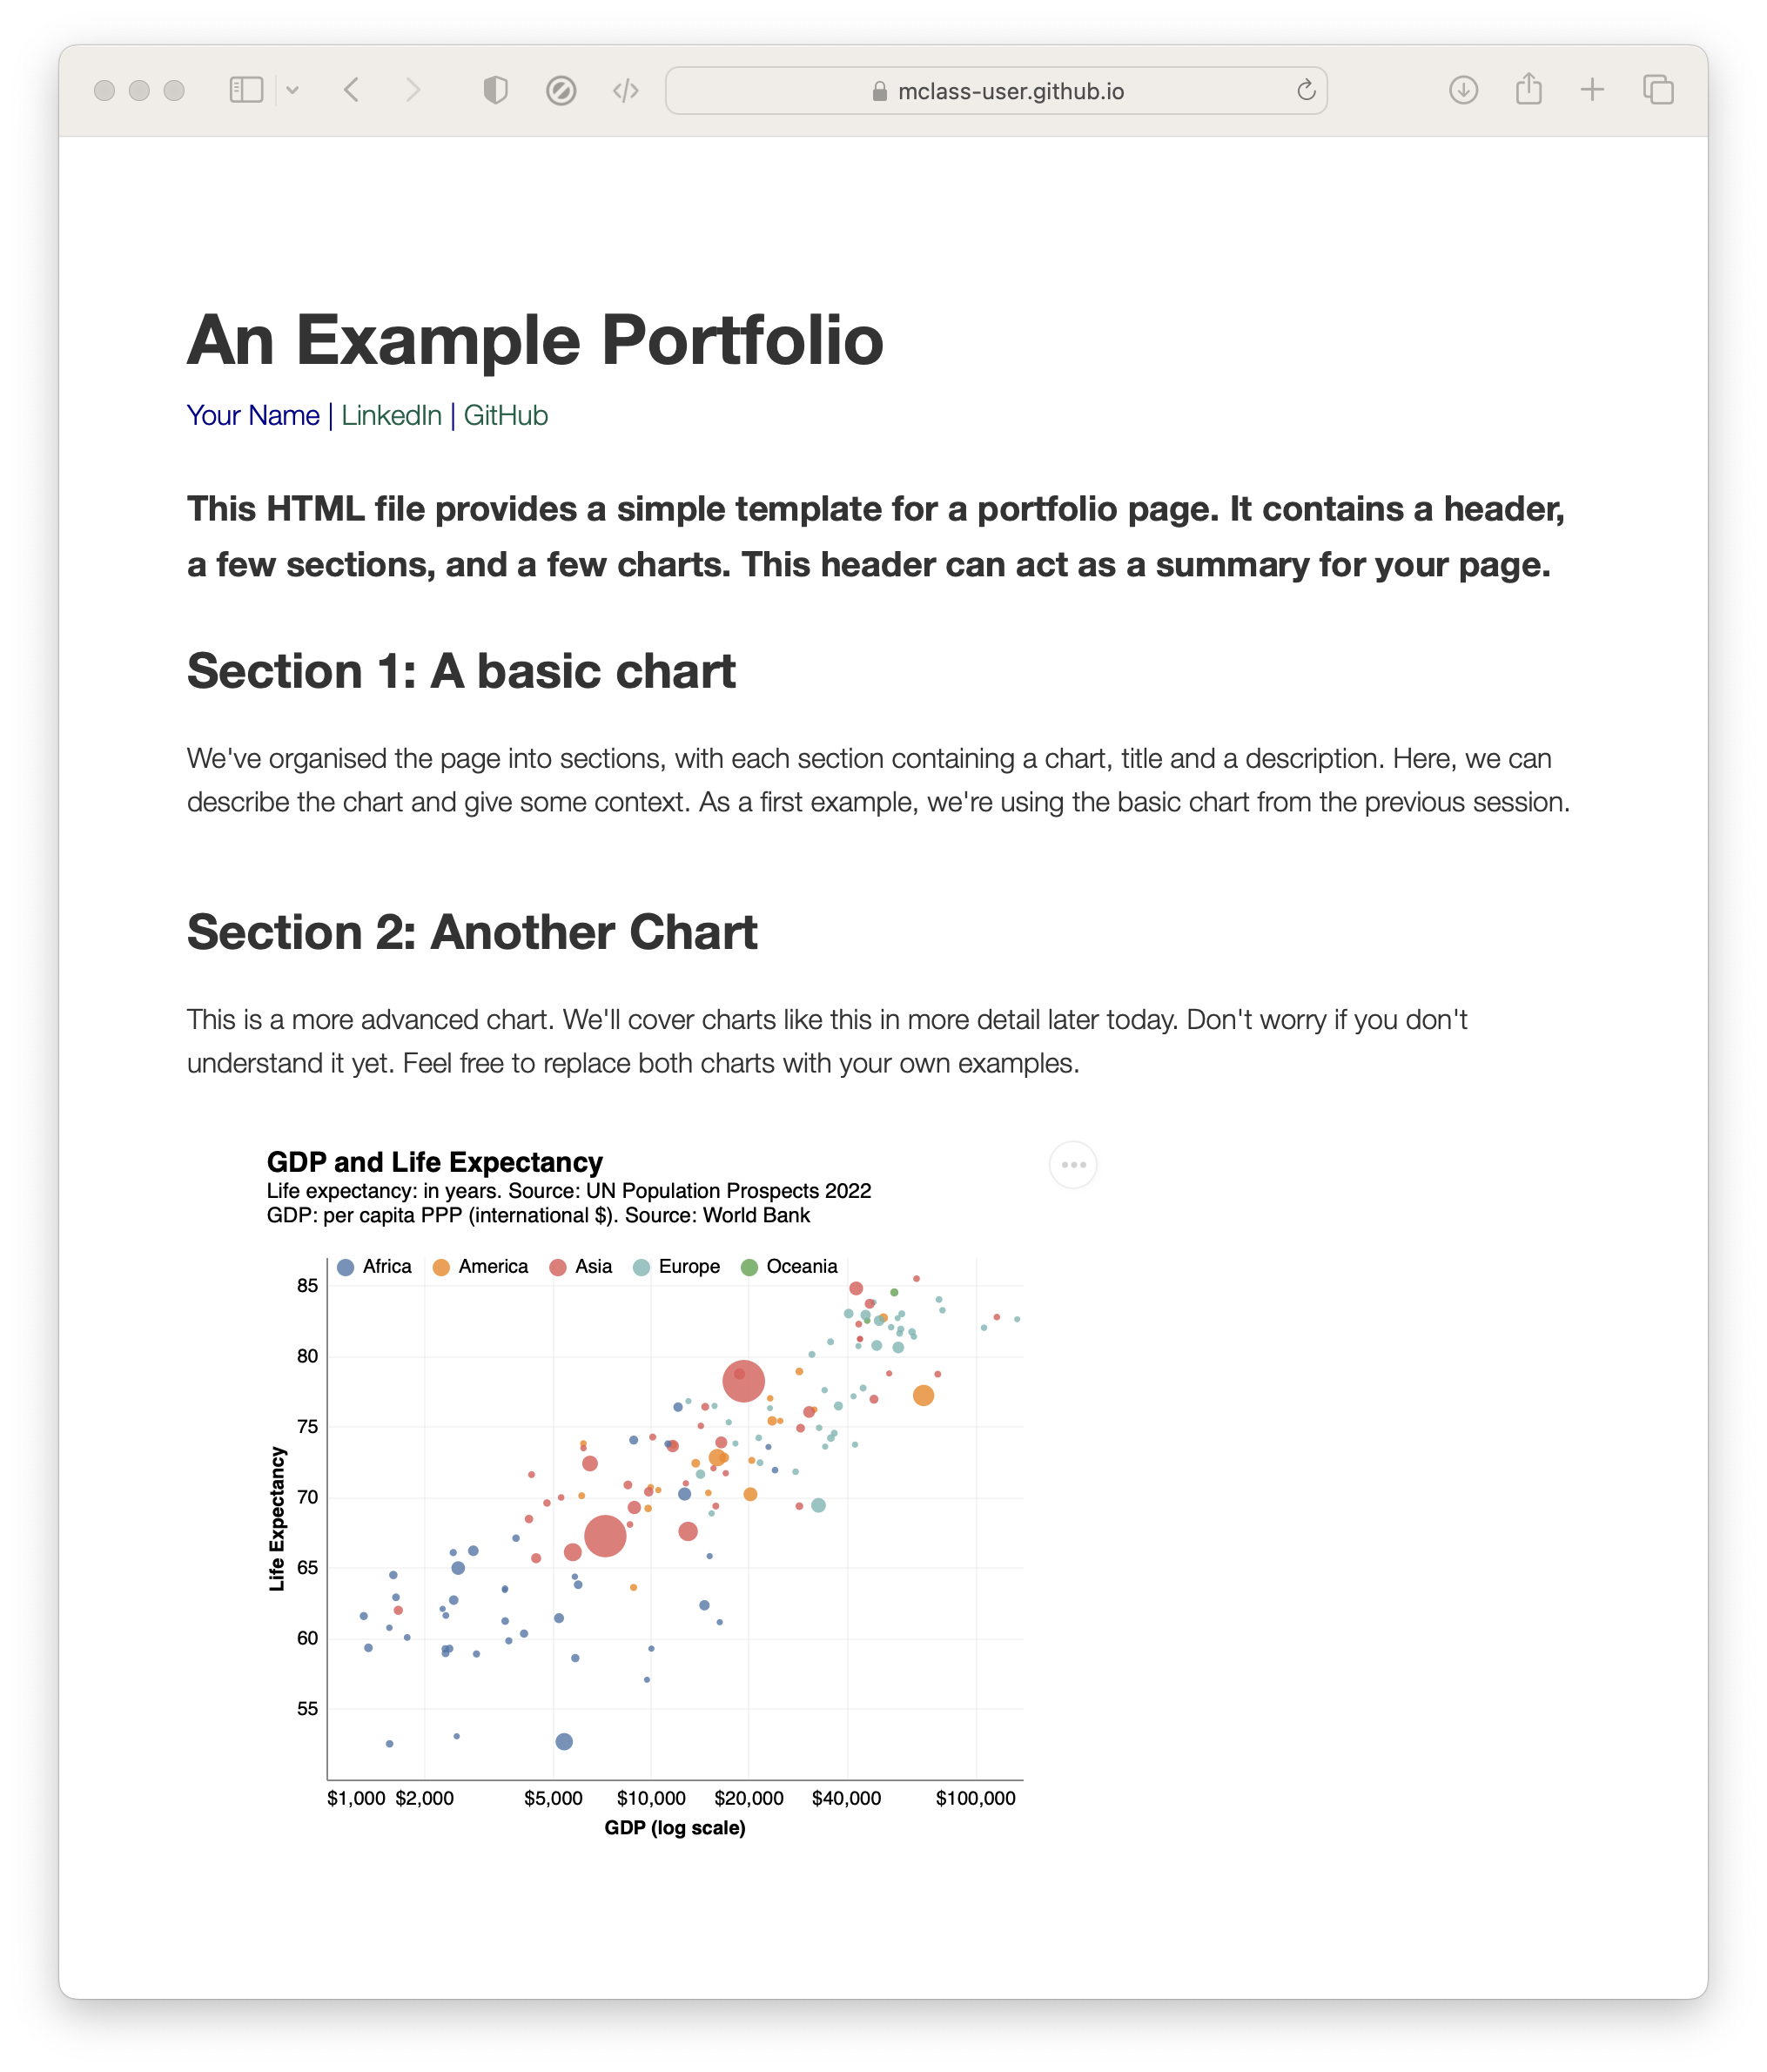 mclass-user.github.io
An Example Portfolio
Your Name | LinkedIn | GitHub
This HTML file provides a simple template for a portfolio page. It contains a header,
a few sections, and a few charts. This header can act as a summary for your page.
Section 1: A basic chart
We've organised the page into sections, with each section containing a chart, title and a description. Here, we can
describe the chart and give some context. As a first example, we're using the basic chart from the previous session.
Section 2: Another Chart
This is a more advanced chart. We'll cover charts like this in more detail later today. Don't worry if you don't
understand it yet. Feel free to replace both charts with your own examples.
GDP and Life Expectancy
Life expectancy: in years. Source: UN Population Prospects 2022
GDP: per capita PPP (international $). Source: World Bank
Africa America Asia Europe Oceania
85
80
75
70
65
60
55
Life Expectancy
$1,000 $2,000 $5,000 $10,000 $20,000 $40,000 $100,000
GDP (log scale)